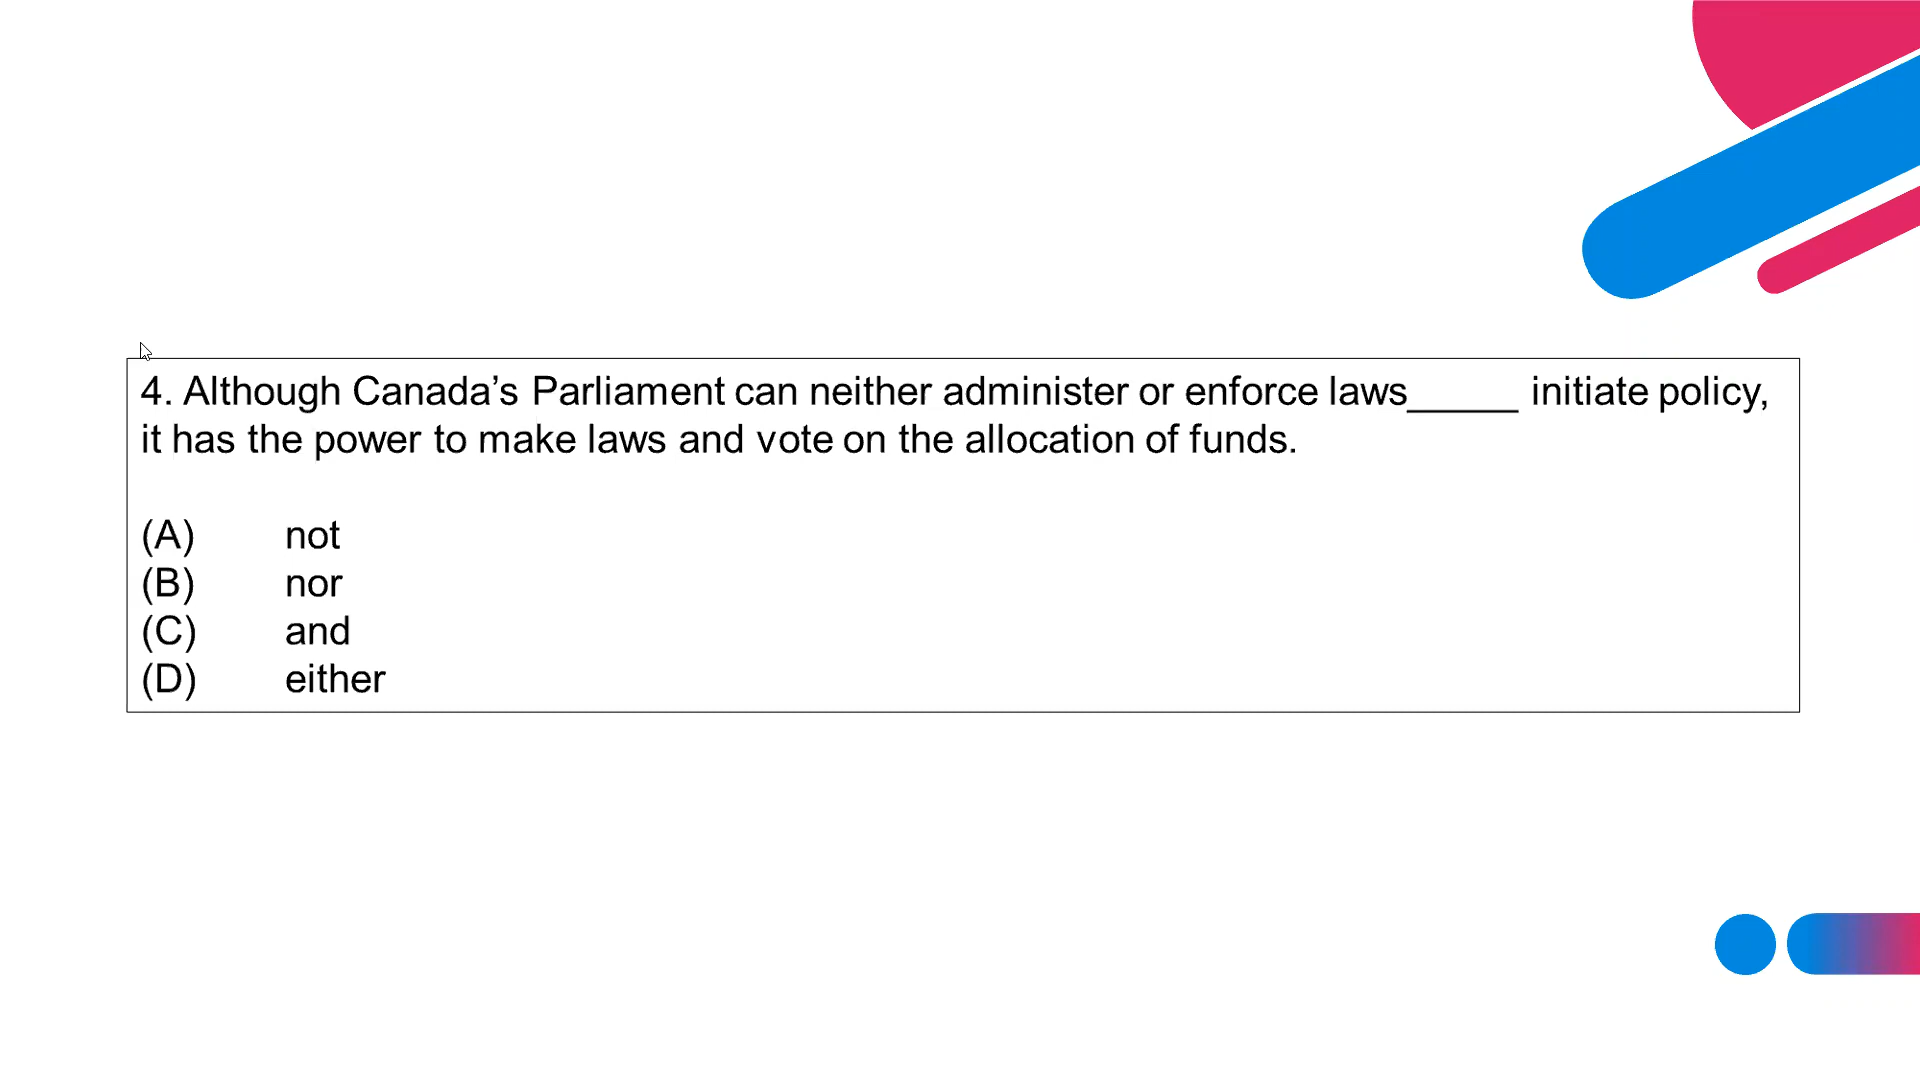 4. Although Canada’s Parliament can neither administer or enforce laws_____ initiate policy,
it has the power to make laws and vote on the allocation of funds.
(A) not
(B) nor
(C) and
(D) either